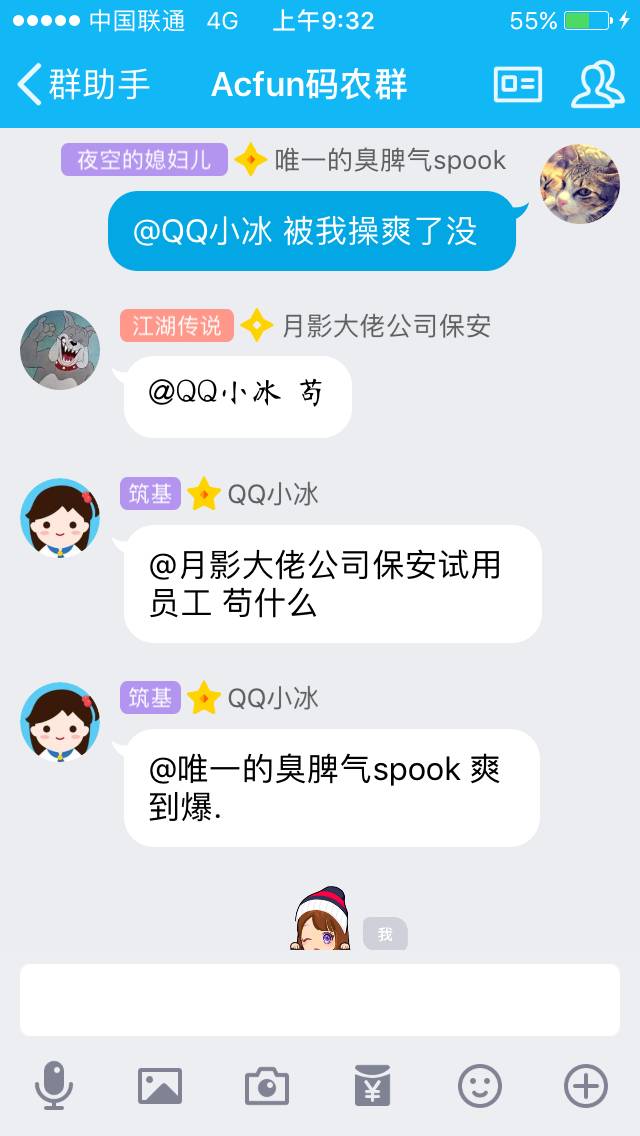 中国联通 4G 上午9:32 55%
群助手 Acfun码农群
夜空的媳妇儿 唯一的臭脾气spook
@QQ小冰 被我操爽了没
江湖传说 月影大佬公司保安
@QQ小冰 苟
筑基 QQ小冰
@月影大佬公司保安试用
员工 苟什么
筑基 QQ小冰
@唯一的臭脾气spook 爽
到爆.
我
¥